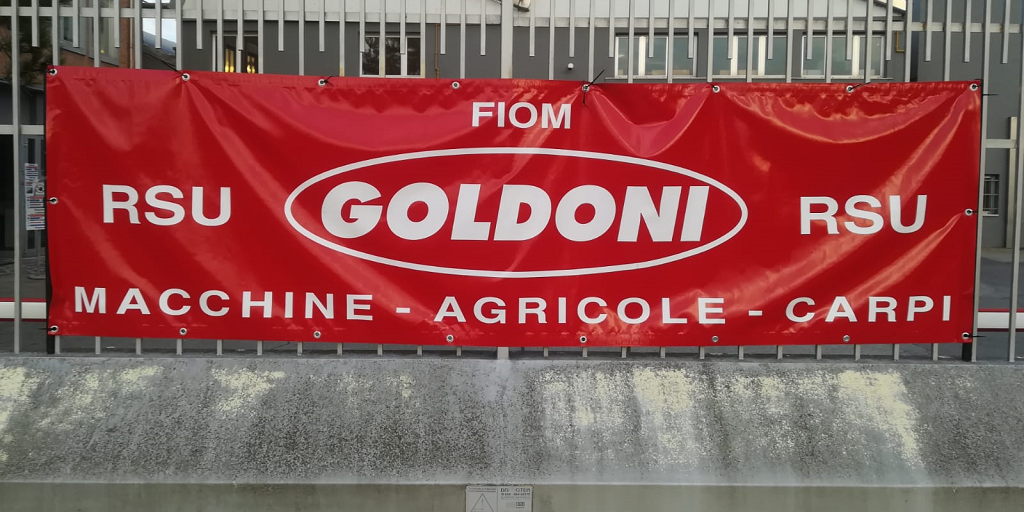 FIOM
RSU GOLDONI RSU
MACCHINE - AGRICOLE - CARPI